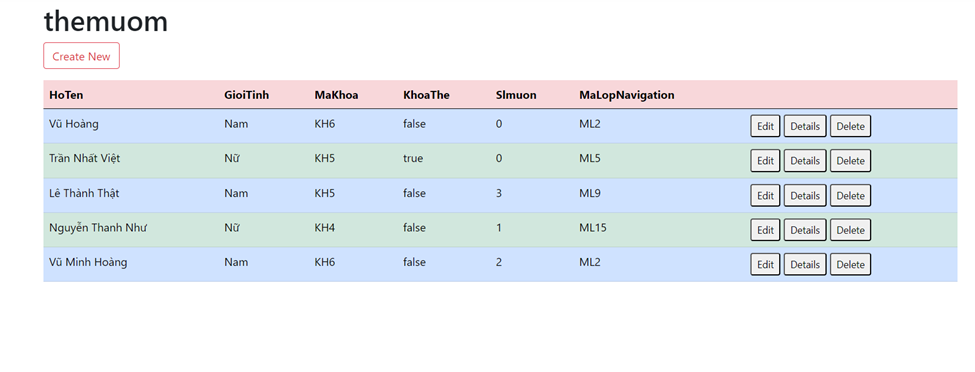 themuom
Create New
HoTen GioiTinh MaKhoa KhoaThe Slmuon MaLopNavigation
Vũ Hoàng Nam KH6 false 0 ML2 Edit Details Delete
Trần Nhất Việt Nữ KH5 true 0 ML5 Edit Details Delete
Lê Thành Thật Nam KH5 false 3 ML9 Edit Details Delete
Nguyễn Thanh Như Nữ KH4 false 1 ML15 Edit Details Delete
Vũ Minh Hoàng Nam KH6 false 2 ML2 Edit Details Delete